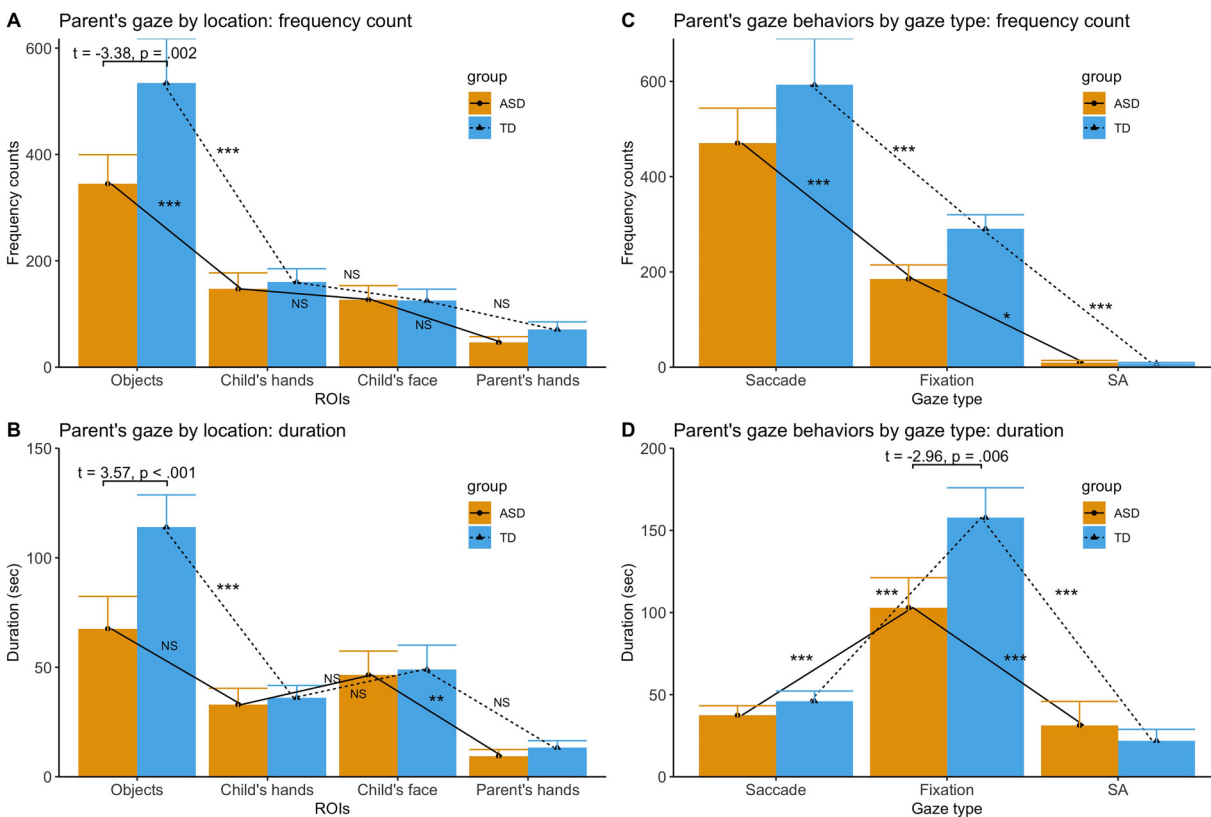 A Parent's gaze by location: frequency count
t = -3.38, p = .002
600
400
200
0
Frequency counts
group
ASD
TD
***
***
NS
NS
NS
NS
Objects Child's hands Child's face Parent's hands
ROIs
B Parent's gaze by location: duration
t = 3.57, p < .001
150
100
50
0
Duration (sec)
group
ASD
TD
***
NS
NS
NS
**
NS
Objects Child's hands Child's face Parent's hands
ROIs
C Parent's gaze behaviors by gaze type: frequency count
600
400
200
0
Frequency counts
group
ASD
TD
***
***
***
*
Saccade Fixation SA
Gaze type
D Parent's gaze behaviors by gaze type: duration
t = -2.96, p = .006
200
150
100
50
0
Duration (sec)
group
ASD
TD
***
***
***
***
Saccade Fixation SA
Gaze type